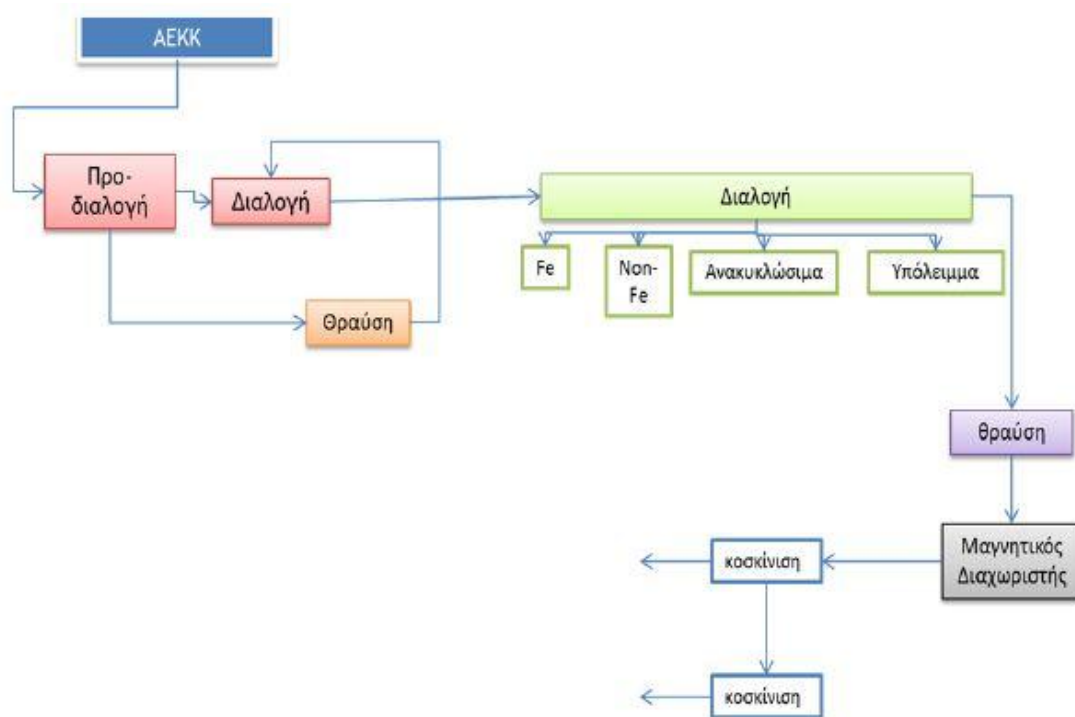 ΑΕΚΚ
Προ-
διαλογή
Διαλογή
Διαλογή
Fe
Non-
Fe
Ανακυκλώσιμα
Υπόλειμμα
Θραύση
θραύση
Μαγνητικός
Διαχωριστής
κοσκίνιση
κοσκίνιση